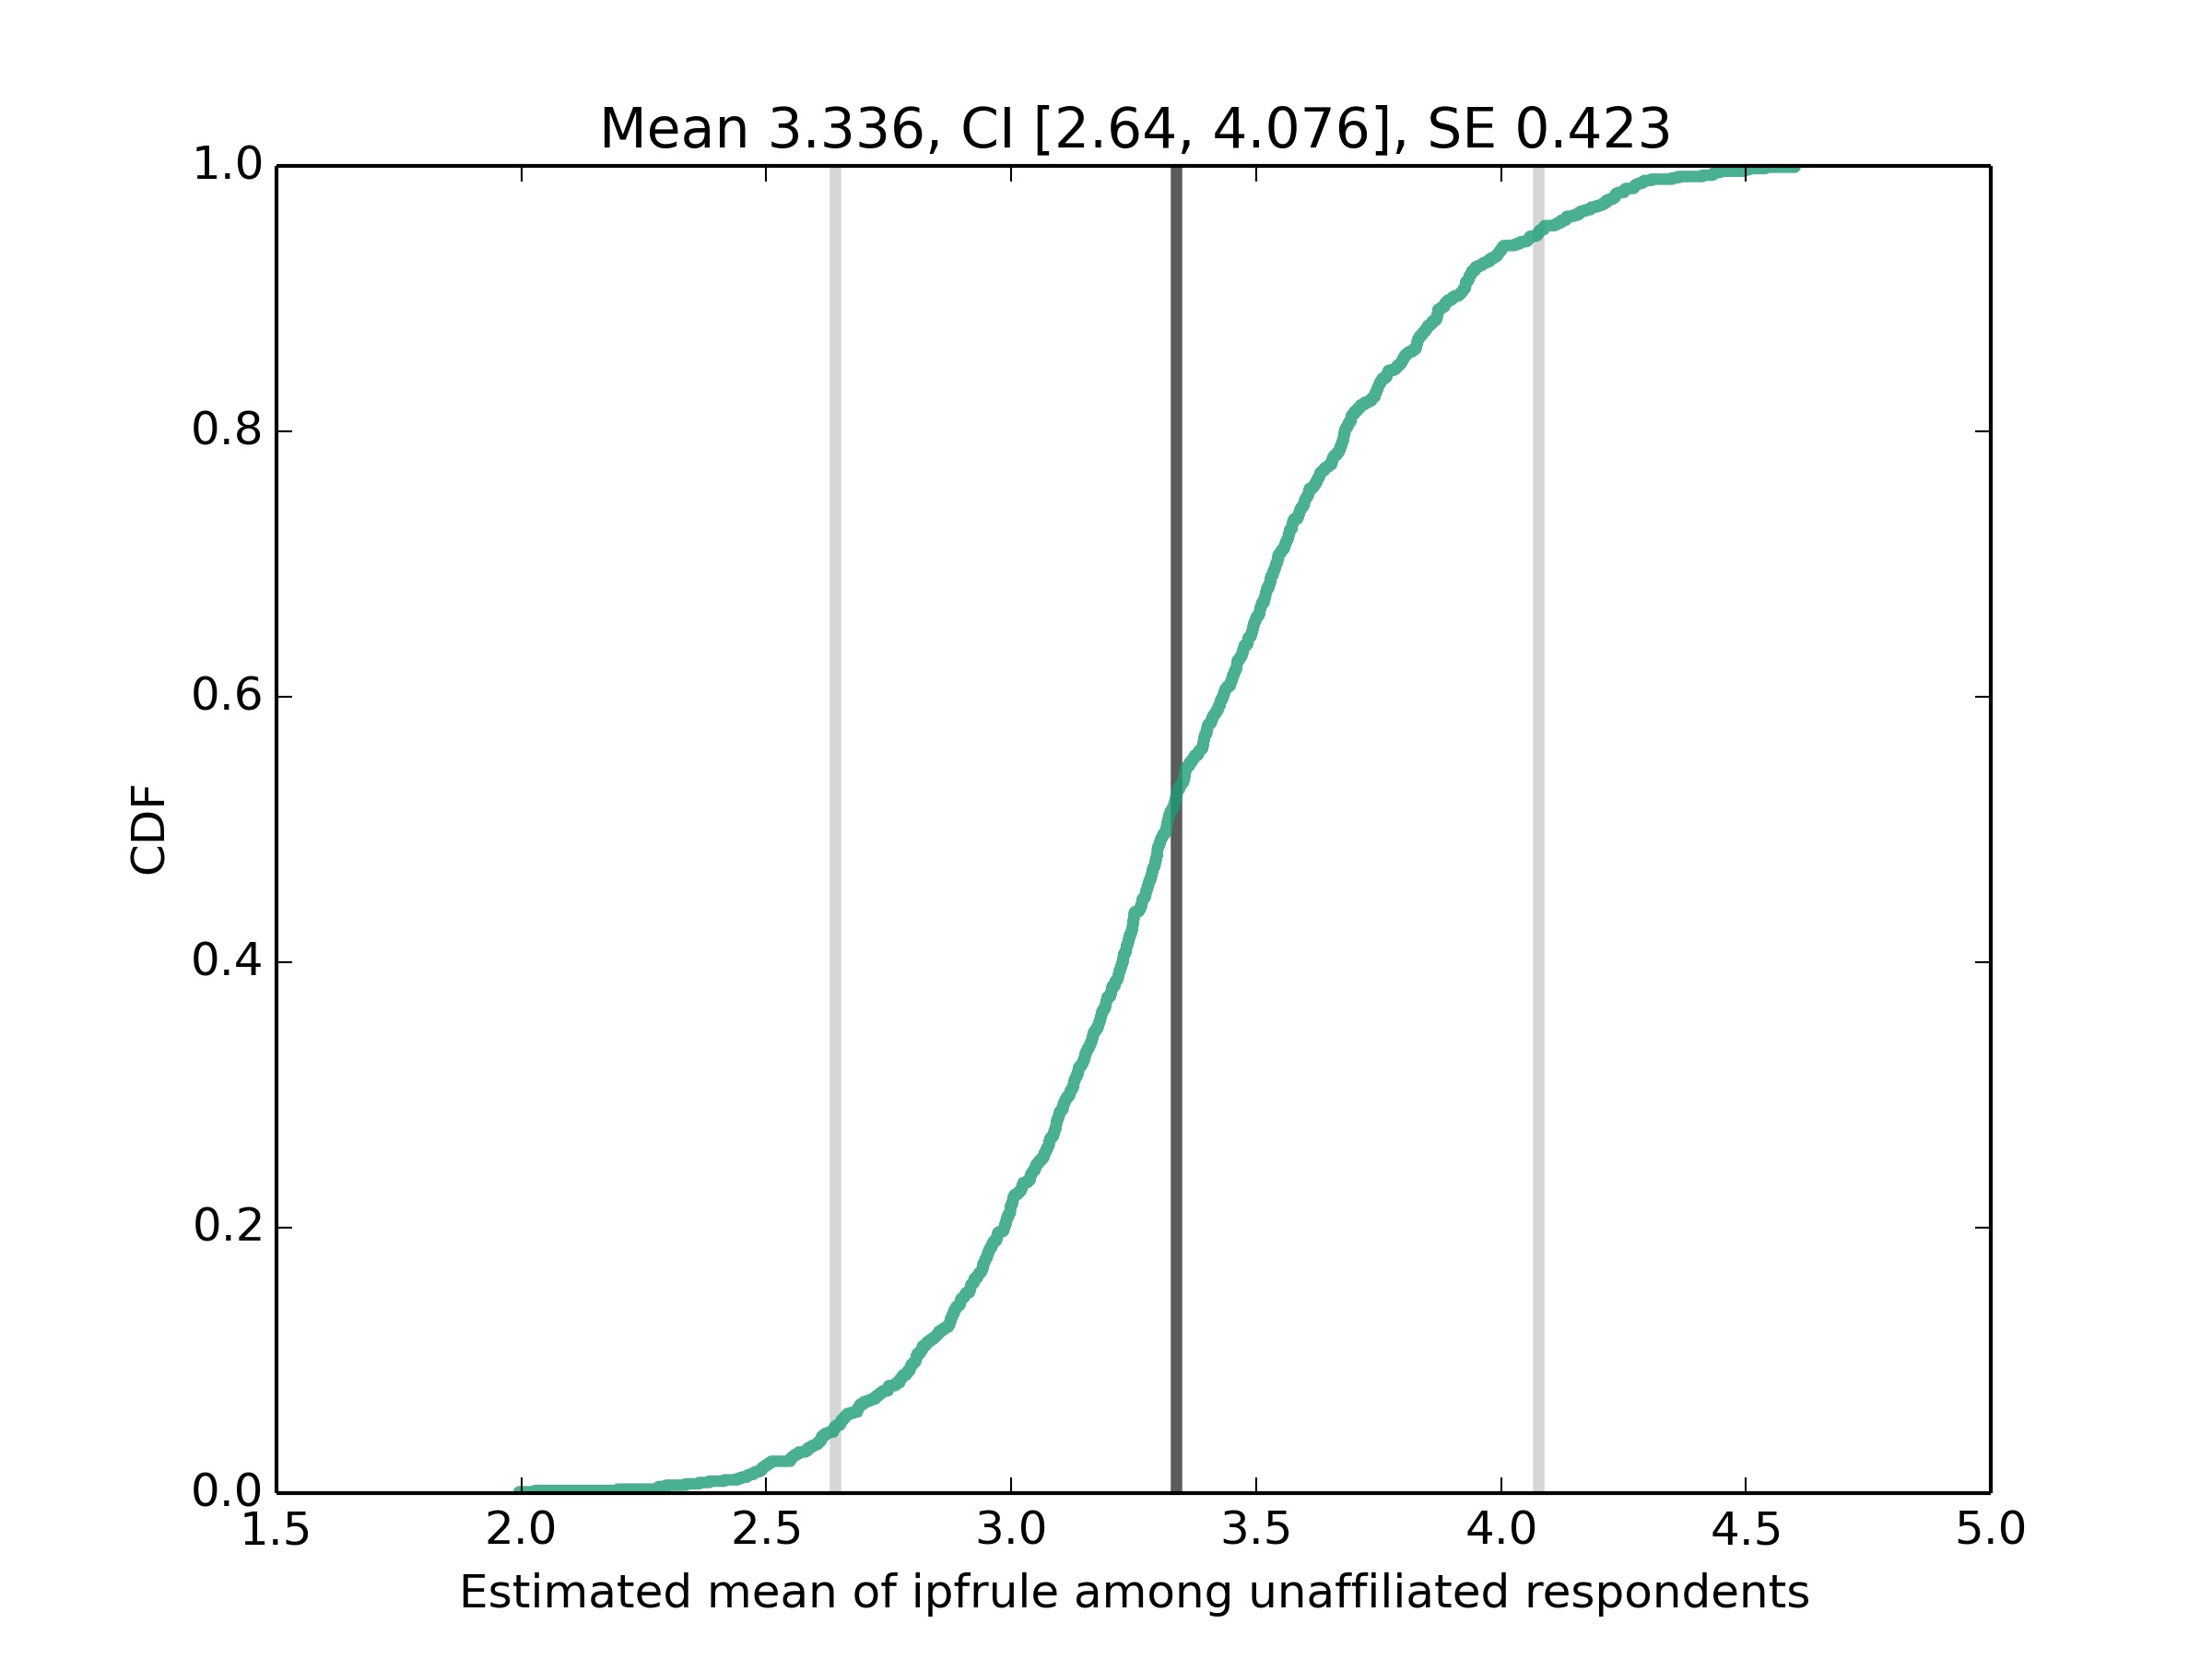 Mean 3.336, CI [2.64, 4.076], SE 0.423
1.0
0.8
0.6
0.4
0.2
0.0
CDF
1.5 2.0 2.5 3.0 3.5 4.0 4.5 5.0
Estimated mean of ipfrule among unaffiliated respondents